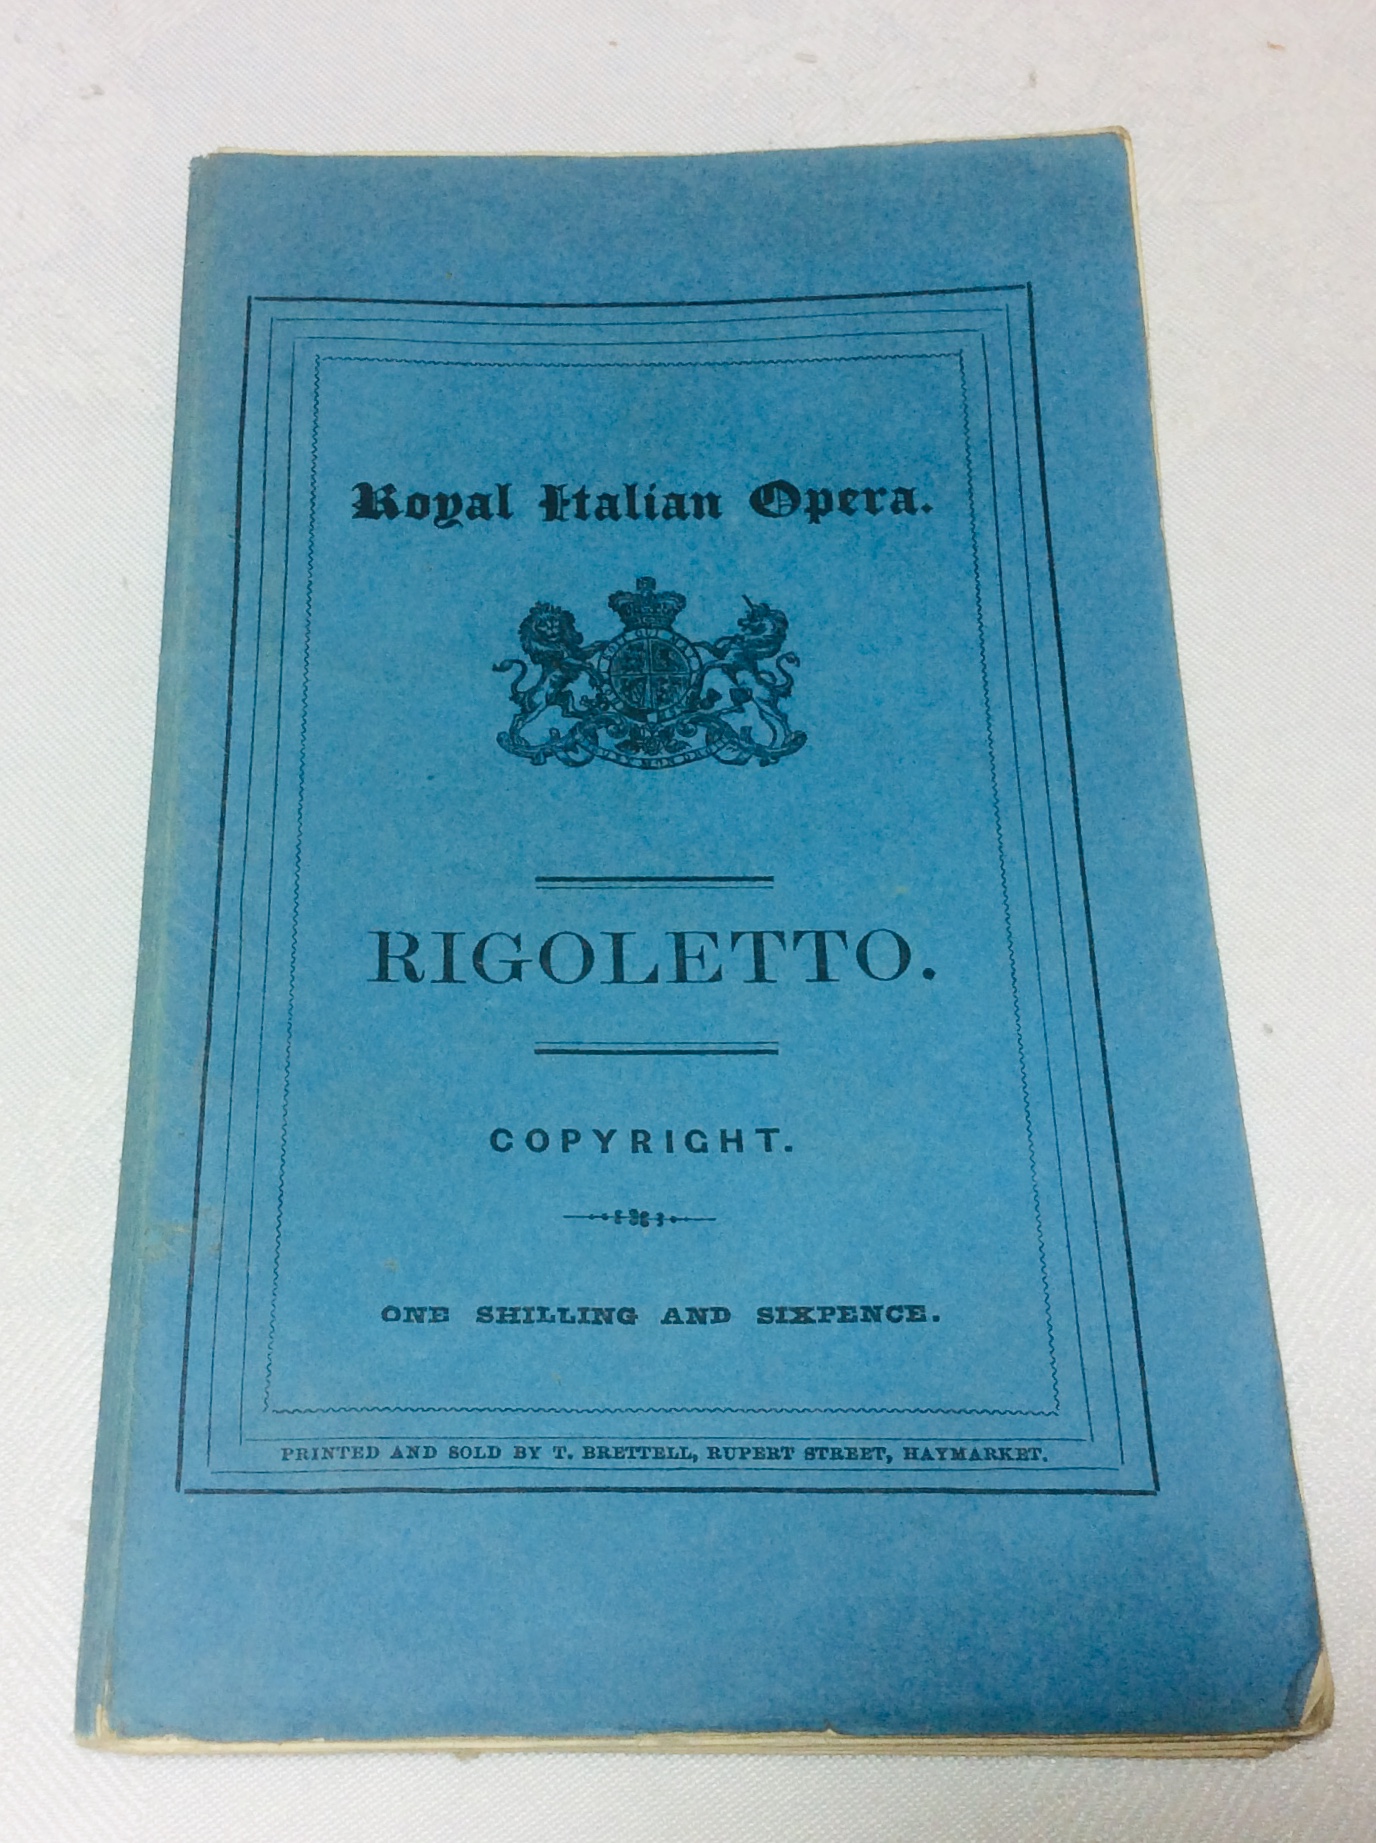 Royal Italian Opera.
RIGOLETTO.
COPYRIGHT.
ONE SHILLING AND SIXPENCE.
PRINTED AND SOLD BY T. BRETTELL, RUPERT STREET, HAYMARKET.